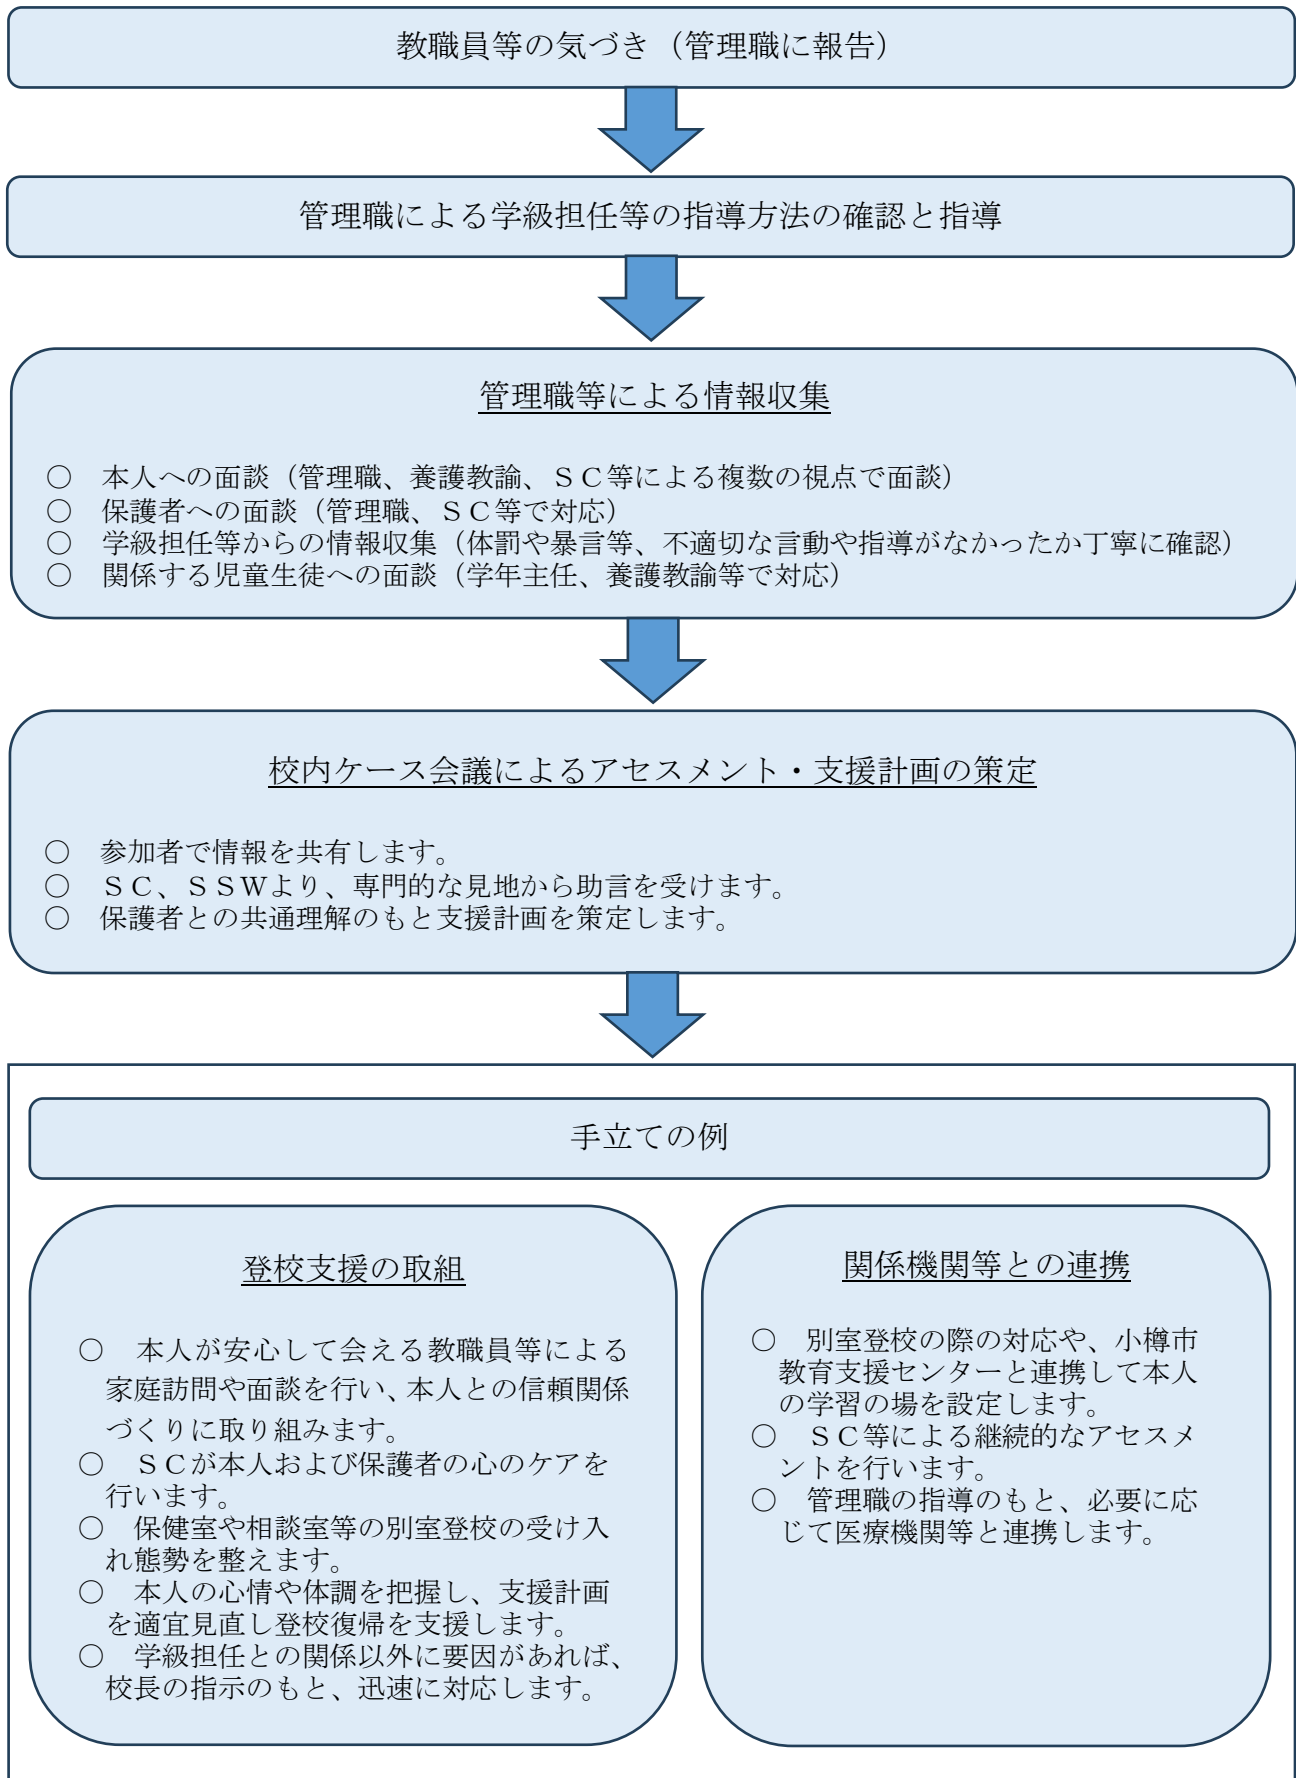 教職員等の気づき（管理職に報告）
管理職による学級担任等の指導方法の確認と指導
管理職等による情報収集
○　本人への面談（管理職、養護教諭、ＳＣ等による複数の視点で面談）
○　保護者への面談（管理職、ＳＣ等で対応）
○　学級担任等からの情報収集（体罰や暴言等、不適切な言動や指導がなかったか丁寧に確認）
○　関係する児童生徒への面談（学年主任、養護教諭等で対応）
校内ケース会議によるアセスメント・支援計画の策定
○　参加者で情報を共有します。
○　ＳＣ、ＳＳＷより、専門的な見地から助言を受けます。
○　保護者との共通理解のもと支援計画を策定します。
手立ての例
登校支援の取組
○　本人が安心して会える教職員等による
家庭訪問や面談を行い、本人との信頼関係
づくりに取り組みます。
○　ＳＣが本人および保護者の心のケアを
行います。
○　保健室や相談室等の別室登校の受け入
れ態勢を整えます。
○　本人の心情や体調を把握し、支援計画
を適宜見直し登校復帰を支援します。
○　学級担任との関係以外に要因があれば、
校長の指示のもと、迅速に対応します。
関係機関等との連携
○　別室登校の際の対応や、小樽市
教育支援センターと連携して本人
の学習の場を設定します。
○　ＳＣ等による継続的なアセスメ
ントを行います。
○　管理職の指導のもと、必要に応
じて医療機関等と連携します。